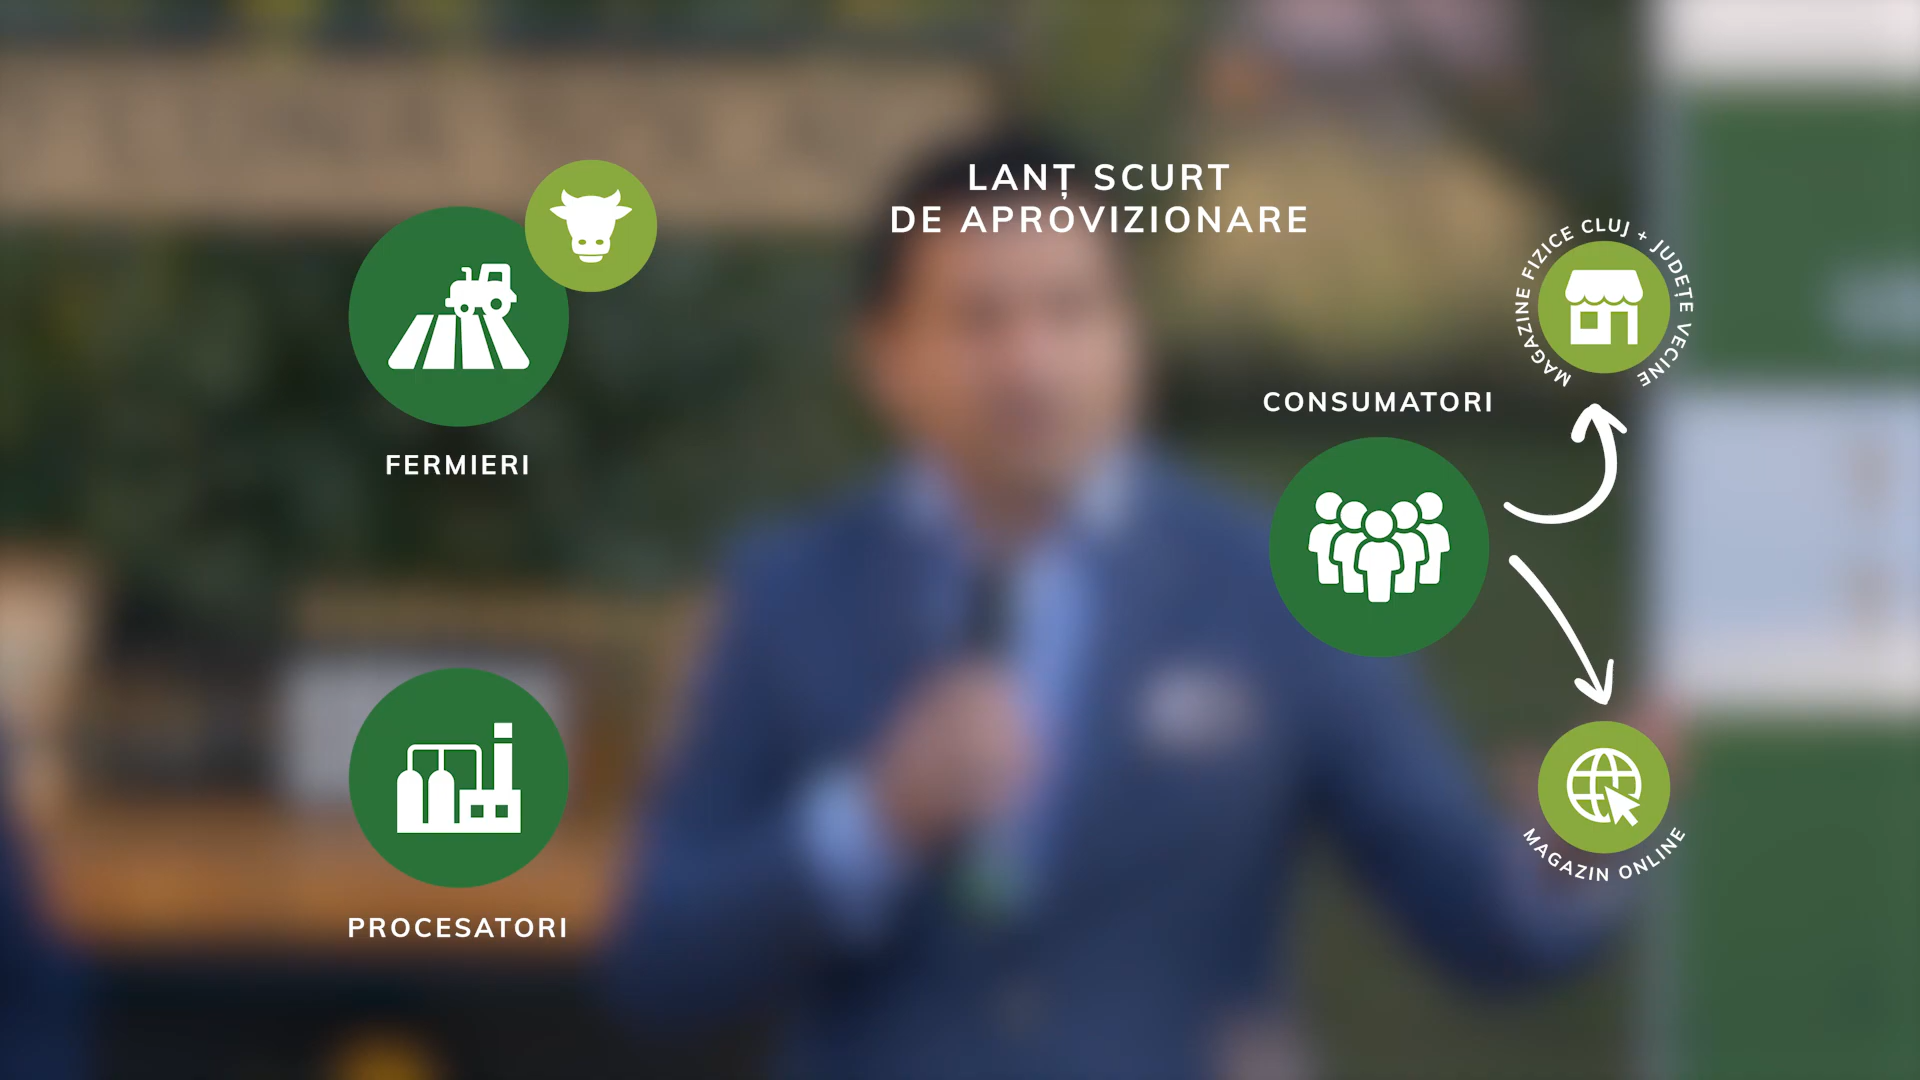 LANȚ SCURT
DE APROVIZIONARE
FERMIERI
PROCESATORI
CONSUMATORI
MAGAZINE FIZICE CLUJ + JUDEȚE VECINE
MAGAZIN ONLINE